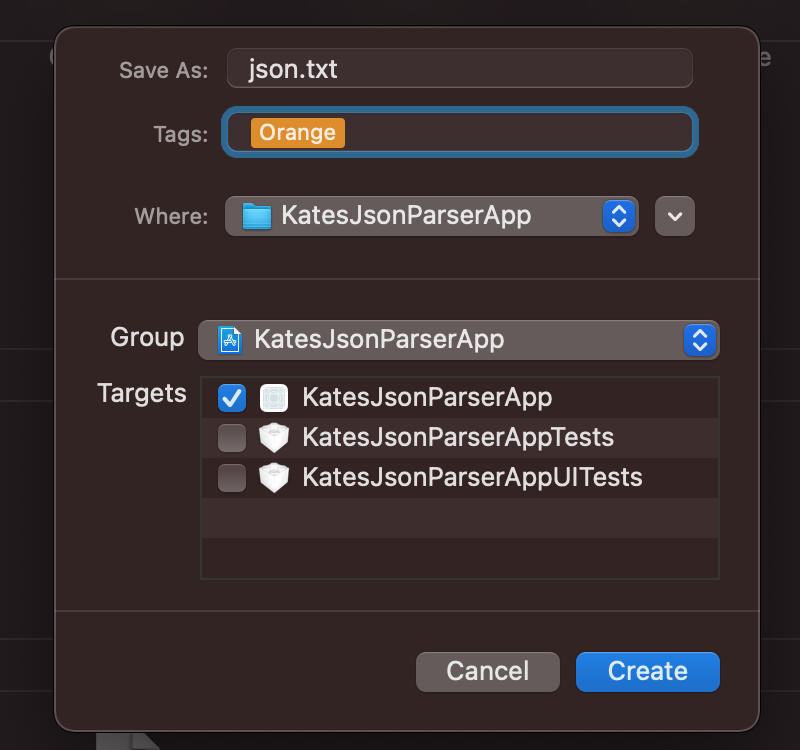 Save As: json.txt
Tags: Orange
Where: KatesJsonParserApp
Group KatesJsonParserApp
Targets KatesJsonParserApp
KatesJsonParserAppTests
KatesJsonParserAppUITests
Cancel Create